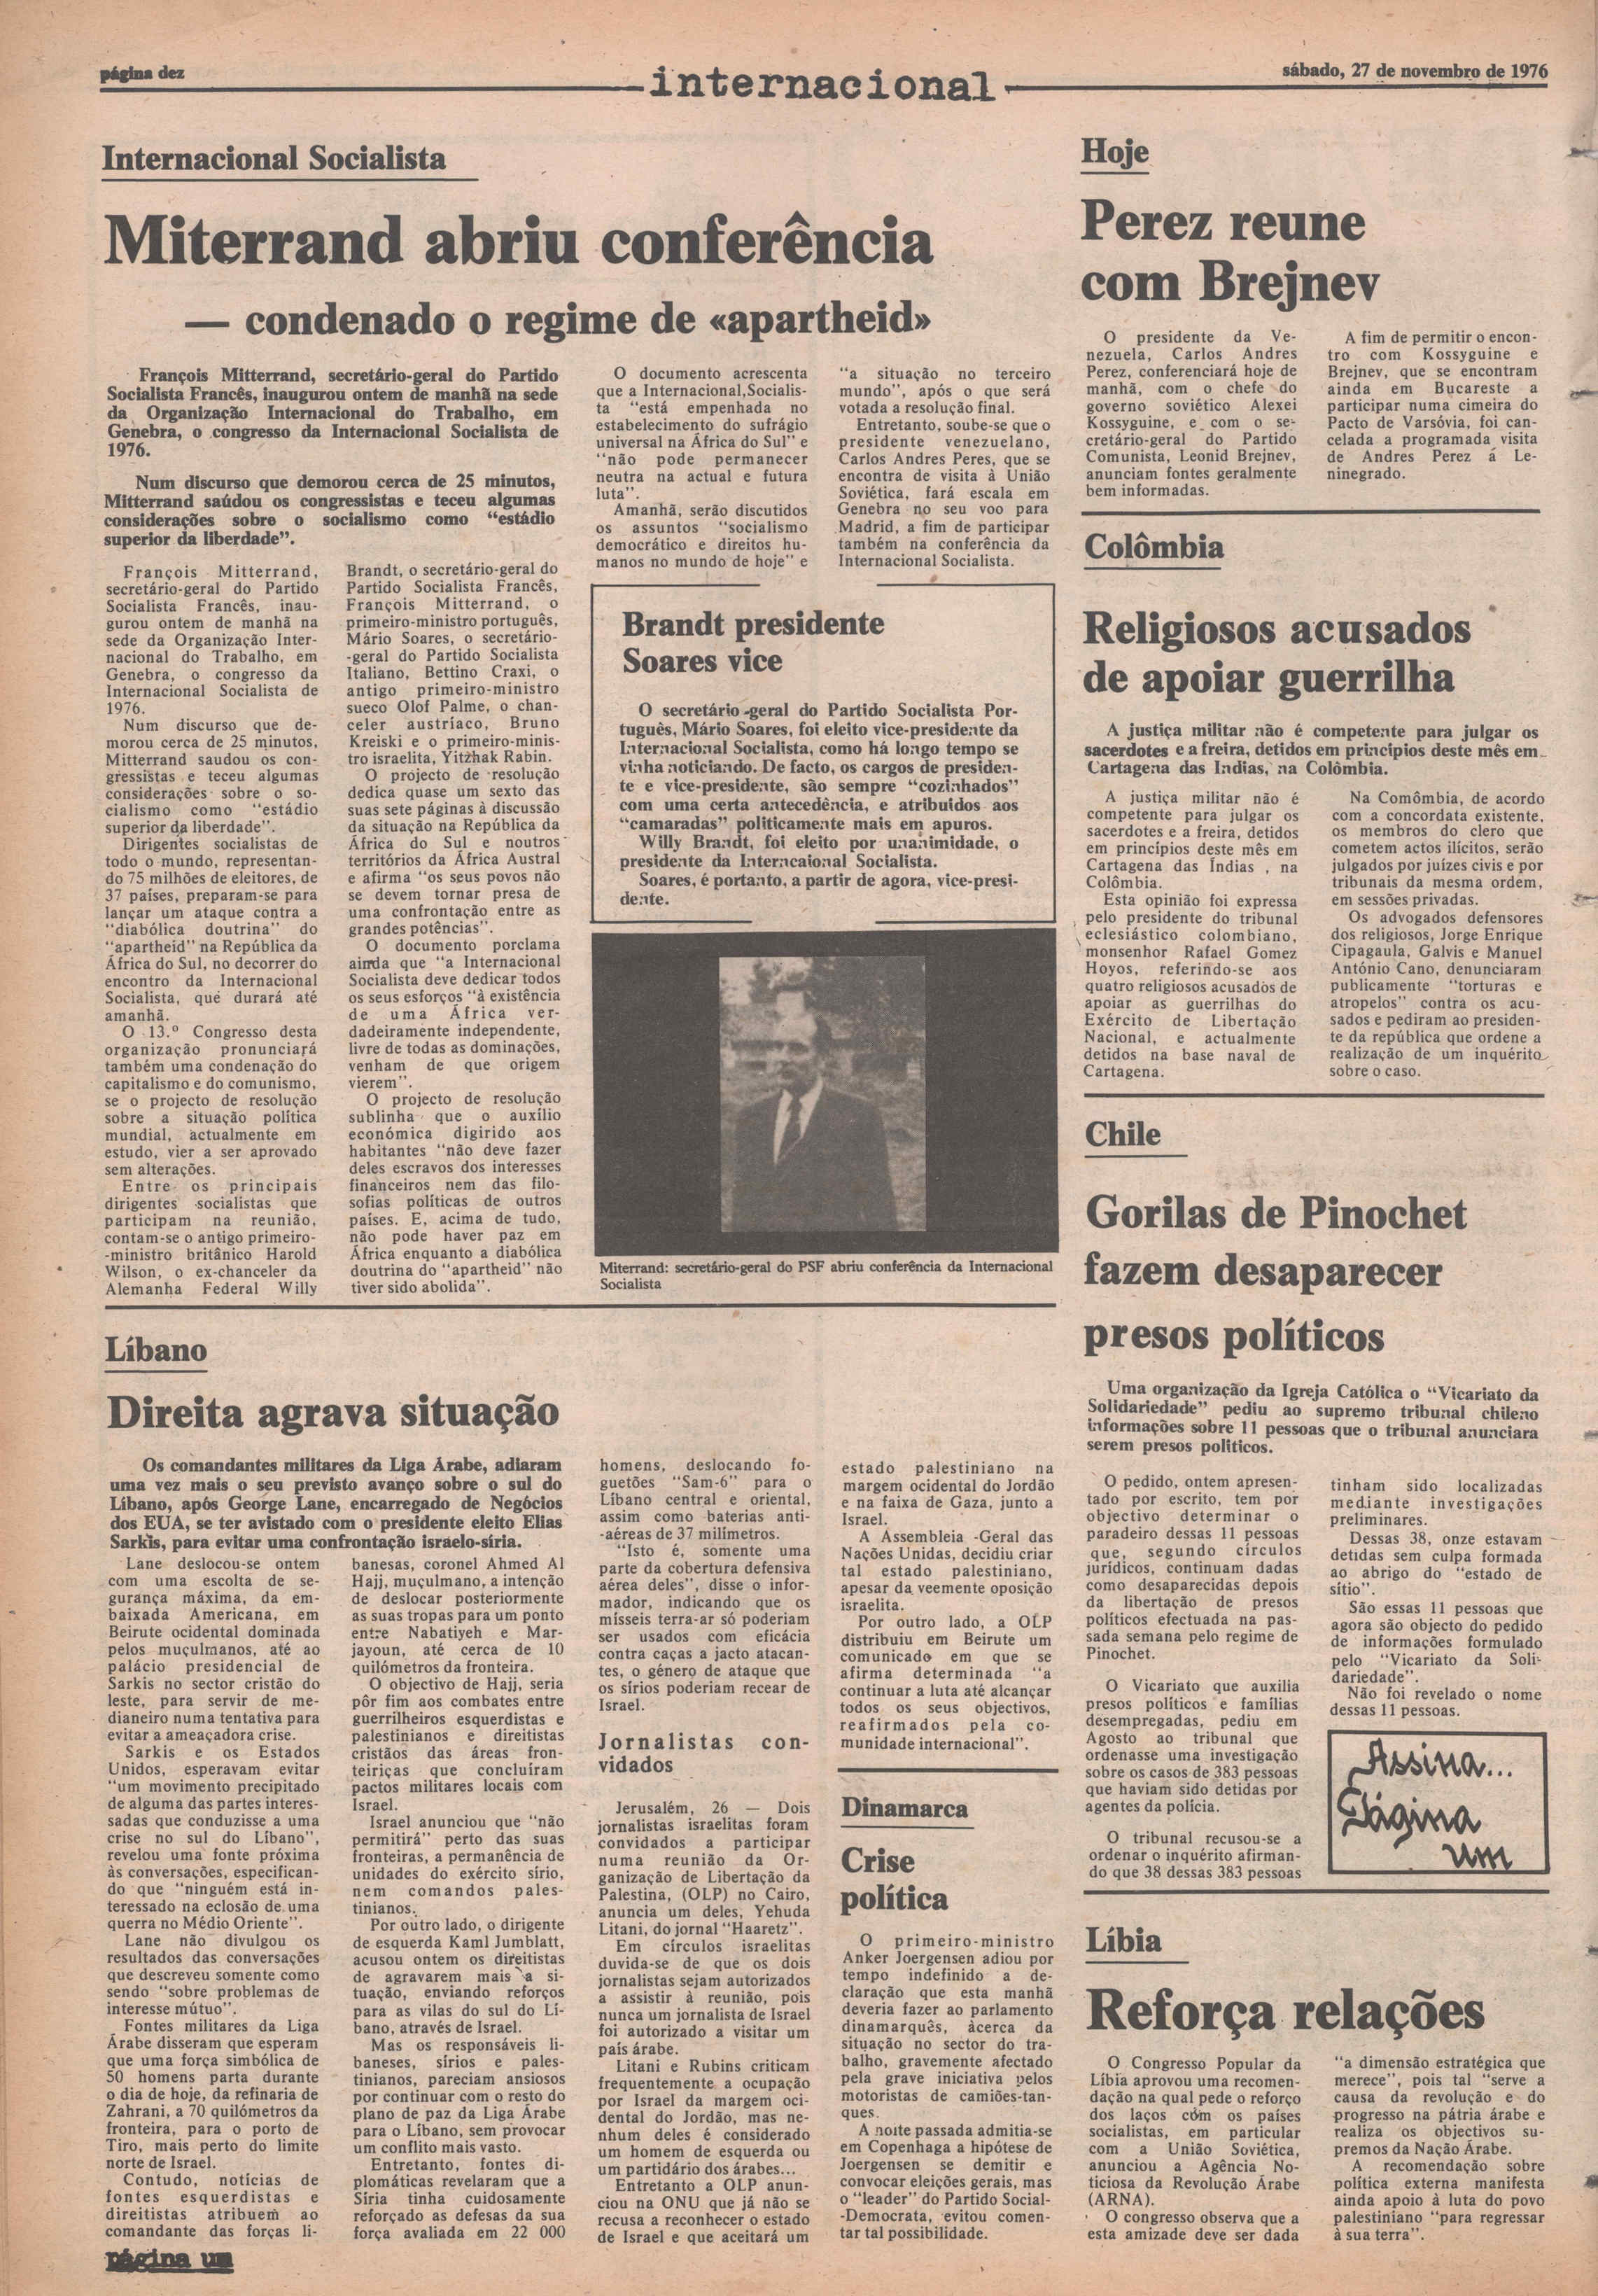 página dez
internacional
sábado, 27 de novembro de 1976
Internacional Socialista
Miterrand abriu conferência
— condenado o regime de «apartheid»
François Mitterrand, secretário-geral do Partido
Socialista Francês, inaugurou ontem de manhã na sede
da Organização Internacional do Trabalho, em
Genebra, o congresso da Internacional Socialista de
1976.
Num discurso que demorou cerca de 25 minutos,
Mitterrand saúdou os congressistas e teceu algumas
considerações sobre o socialismo como “estádio
superior da liberdade”.
François Mitterrand,
secretário-geral do Partido
Socialista Francês, inau-
gurou ontem de manhã na
sede da Organização Inter-
nacional do Trabalho, em
Genebra, o congresso da
Internacional Socialista de
1976.
Num discurso que de-
morou cerca de 25 minutos,
Mitterrand saudou os con-
gressistas e teceu algumas
considerações sobre o so-
cialismo como “estádio
superior da liberdade”.
Dirigentes socialistas de
todo o mundo, representan-
do 75 milhões de eleitores, de
37 países, preparam-se para
lançar um ataque contra a
“diabólica doutrina” do
“apartheid” na República da
África do Sul, no decorrer do
encontro da Internacional
Socialista, que durará até
amanhã.
O 13.º Congresso desta
organização pronunciará
também uma condenação do
capitalismo e do comunismo,
se o projecto de resolução
sobre a situação política
mundial, actualmente em
estudo, vier a ser aprovado
sem alterações.
Entre os principais
dirigentes socialistas que
participam na reunião,
contam-se o antigo primeiro-
-ministro britânico Harold
Wilson, o ex-chanceler da
Alemanha Federal Willy
Brandt, o secretário-geral do
Partido Socialista Francês,
François Mitterrand, o
primeiro-ministro português,
Mário Soares, o secretário-
-geral do Partido Socialista
Italiano, Bettino Craxi, o
antigo primeiro-ministro
sueco Olof Palme, o chan-
celer austríaco, Bruno
Kreiski e o primeiro-minis-
tro israelita, Yitzhak Rabin.
O projecto de resolução
dedica quase um sexto das
suas sete páginas à discussão
da situação na República da
África do Sul e noutros
territórios da África Austral
e afirma “os seus povos não
se devem tornar presa de
uma confrontação entre as
grandes potências”.
O documento porclama
ainda que “a Internacional
Socialista deve dedicar todos
os seus esforços “à existência
de uma África ver-
dadeiramente independente,
livre de todas as dominações,
venham de que origem
vierem”.
O projecto de resolução
sublinha que o auxílio
económica digirido aos
habitantes “não deve fazer
deles escravos dos interesses
financeiros nem das filo-
sofias políticas de outros
países. E, acima de tudo,
não pode haver paz em
África enquanto a diabólica
doutrina do “apartheid” não
tiver sido abolida”.
O documento acrescenta
que a Internacional,Socialis-
ta “está empenhada no
estabelecimento do sufrágio
universal na África do Sul” e
“não pode permanecer
neutra na actual e futura
luta”.
Amanhã, serão discutidos
os assuntos “socialismo
democrático e direitos hu-
manos no mundo de hoje” e
“a situação no terceiro
mundo”, após o que será
votada a resolução final.
Entretanto, soube-se que o
presidente venezuelano,
Carlos Andres Peres, que se
encontra de visita à União
Soviética, fará escala em
Genebra no seu voo para
Madrid, a fim de participar
também na conferência da
Internacional Socialista.
Brandt presidente
Soares vice
O secretário -geral do Partido Socialista Por-
tuguês, Mário Soares, foi eleito vice-presidente da
Internacional Socialista, como há longo tempo se
vinha noticiando. De facto, os cargos de presiden-
te e vice-presidente, são sempre “cozinhados”
com uma certa antecedência, e atribuidos aos
“camaradas” politicamente mais em apuros.
Willy Brandt, foi eleito por unanimidade, o
presidente da Interncaional Socialista.
Soares, é portanto, a partir de agora, vice-presi-
dente.
Miterrand: secretário-geral do PSF abriu conferência da Internacional
Socialista
Hoje
Perez reune
com Brejnev
O presidente da Ve-
nezuela, Carlos Andres
Perez, conferenciará hoje de
manhã, com o chefe do
governo soviético Alexei
Kossyguine, e com o se-
cretário-geral do Partido
Comunista, Leonid Brejnev,
anunciam fontes geralmente
bem informadas.
A fim de permitir o encon-
tro com Kossyguine e
Brejnev, que se encontram
ainda em Bucareste a
participar numa cimeira do
Pacto de Varsóvia, foi can-
celada a programada visita
de Andres Perez á Le-
ninegrado.
Colômbia
Religiosos acusados
de apoiar guerrilha
A justiça militar não é competente para julgar os
sacerdotes e a freira, detidos em principios deste mês em
Cartagena das Indias, na Colômbia.
A justiça militar não é
competente para julgar os
sacerdotes e a freira, detidos
em princípios deste mês em
Cartagena das Índias , na
Colômbia.
Esta opinião foi expressa
pelo presidente do tribunal
eclesiástico colombiano,
monsenhor Rafael Gomez
Hoyos, referindo-se aos
quatro religiosos acusados de
apoiar as guerrilhas do
Exército de Libertação
Nacional, e actualmente
detidos na base naval de
Cartagena.
Na Comômbia, de acordo
com a concordata existente,
os membros do clero que
cometem actos ilícitos, serão
julgados por juízes civis e por
tribunais da mesma ordem,
em sessões privadas.
Os advogados defensores
dos religiosos, Jorge Enrique
Cipagaula, Galvis e Manuel
António Cano, denunciaram
publicamente “torturas e
atropelos” contra os acu-
sados e pediram ao presiden-
te da república que ordene a
realização de um inquérito
sobre o caso.
Chile
Gorilas de Pinochet
fazem desaparecer
presos políticos
Uma organização da Igreja Católica o “Vicariato da
Solidariedade” pediu ao supremo tribunal chileno
informações sobre 11 pessoas que o tribunal anunciara
serem presos politicos.
O pedido, ontem apresen-
tado por escrito, tem por
objectivo determinar o
paradeiro dessas 11 pessoas
que, segundo círculos
jurídicos, continuam dadas
como desaparecidas depois
da libertação de presos
políticos efectuada na pas-
sada semana pelo regime de
Pinochet.
O Vicariato que auxilia
presos políticos e famílias
desempregadas, pediu em
Agosto ao tribunal que
ordenasse uma investigação
sobre os casos de 383 pessoas
que haviam sido detidas por
agentes da polícia.
O tribunal recusou-se a
ordenar o inquérito afirman-
do que 38 dessas 383 pessoas
tinham sido localizadas
mediante investigações
preliminares.
Dessas 38, onze estavam
detidas sem culpa formada
ao abrigo do “estado de
sítio”.
São essas 11 pessoas que
agora são objecto do pedido
de informações formulado
pelo “Vicariato da Soli-
dariedade”.
Não foi revelado o nome
dessas 11 pessoas.
Assina...
Página
um
Líbano
Direita agrava situação
Os comandantes militares da Liga Árabe, adiaram
uma vez mais o seu previsto avanço sobre o sul do
Líbano, após George Lane, encarregado de Negócios
dos EUA, se ter avistado com o presidente eleito Elias
Sarkis, para evitar uma confrontação israelo-síria.
Lane deslocou-se ontem
com uma escolta de se-
gurança máxima, da em-
baixada Americana, em
Beirute ocidental dominada
pelos muçulmanos, até ao
palácio presidencial de
Sarkis no sector cristão do
leste, para servir de me-
dianeiro numa tentativa para
evitar a ameaçadora crise.
Sarkis e os Estados
Unidos, esperavam evitar
“um movimento precipitado
de alguma das partes interes-
sadas que conduzisse a uma
crise no sul do Líbano”,
revelou uma fonte próxima
às conversações, especifican-
do que “ninguém está in-
teressado na eclosão de uma
querra no Médio Oriente”.
Lane não divulgou os
resultados das conversações
que descreveu somente como
sendo “sobre problemas de
interesse mútuo”.
Fontes militares da Liga
Árabe disseram que esperam
que uma força simbólica de
50 homens parta durante
o dia de hoje, da refinaria de
Zahrani, a 70 quilómetros da
fronteira, para o porto de
Tiro, mais perto do limite
norte de Israel.
Contudo, notícias de
fontes esquerdistas e
direitistas atribuem ao
comandante das forças li-
banesas, coronel Ahmed Al
Hajj, muçulmano, a intenção
de deslocar posteriormente
as suas tropas para um ponto
entre Nabatiyeh e Mar-
jayoun, até cerca de 10
quilómetros da fronteira.
O objectivo de Hajj, seria
pôr fim aos combates entre
guerrilheiros esquerdistas e
palestinianos e direitistas
cristãos das áreas fron-
teiriças que concluíram
pactos militares locais com
Israel.
Israel anunciou que “não
permitirá” perto das suas
fronteiras, a permanência de
unidades do exército sírio,
nem comandos pales-
tinianos.
Por outro lado, o dirigente
de esquerda Kaml Jumblatt,
acusou ontem os direitistas
de agravarem mais a si-
tuação, enviando reforços
para as vilas do sul do Lí-
bano, através de Israel.
Mas os responsáveis li-
baneses, sírios e pales-
tinianos, pareciam ansiosos
por continuar com o resto do
plano de paz da Liga Árabe
para o Líbano, sem provocar
um conflito mais vasto.
Entretanto, fontes di-
plomáticas revelaram que a
Síria tinha cuidosamente
reforçado as defesas da sua
força avaliada em 22 000
homens, deslocando fo-
guetões “Sam-6” para o
Líbano central e oriental,
assim como baterias anti-
-aéreas de 37 milímetros.
“Isto é, somente uma
parte da cobertura defensiva
aérea deles”, disse o infor-
mador, indicando que os
mísseis terra-ar só poderiam
ser usados com eficácia
contra caças a jacto atacan-
tes, o género de ataque que
os sírios poderiam recear de
Israel.
Jornalistas con-
vidados
Jerusalém, 26 — Dois
jornalistas israelitas foram
convidados a participar
numa reunião da Or-
ganização de Libertação da
Palestina, (OLP) no Cairo,
anuncia um deles, Yehuda
Litani, do jornal “Haaretz”.
Em círculos israelitas
duvida-se de que os dois
jornalistas sejam autorizados
a assistir à reunião, pois
nunca um jornalista de Israel
foi autorizado a visitar um
país árabe.
Litani e Rubins criticam
frequentemente a ocupação
por Israel da margem oci-
dental do Jordão, mas ne-
nhum deles é considerado
um homem de esquerda ou
um partidário dos árabes...
Entretanto a OLP anun-
ciou na ONU que já não se
recusa a reconhecer o estado
de Israel e que aceitará um
estado palestiniano na
margem ocidental do Jordão
e na faixa de Gaza, junto a
Israel.
A Assembleia -Geral das
Nações Unidas, decidiu criar
tal estado palestiniano,
apesar da veemente oposição
israelita.
Por outro lado, a OLP
distribuiu em Beirute um
comunicado em que se
afirma determinada “a
continuar a luta até alcançar
todos os seus objectivos,
reafirmados pela co-
munidade internacional”.
Dinamarca
Crise
política
O primeiro-ministro
Anker Joergensen adiou por
tempo indefinido a de-
claração que esta manhã
deveria fazer ao parlamento
dinamarquês, àcerca da
situação no sector do tra-
balho, gravemente afectado
pela grave iniciativa pelos
motoristas de camiões-tan-
ques.
A noite passada admitia-se
em Copenhaga a hipótese de
Joergensen se demitir e
convocar eleições gerais, mas
o “leader” do Partido Social-
-Democrata, evitou comen-
tar tal possibilidade.
Líbia
Reforça relações
O Congresso Popular da
Líbia aprovou uma recomen-
dação na qual pede o reforço
dos laços cóm os países
socialistas, em particular
com a União Soviética,
anunciou a Agência No-
ticiosa da Revolução Árabe
(ARNA).
O congresso observa que a
esta amizade deve ser dada
“a dimensão estratégica que
merece”, pois tal “serve a
causa da revolução e do
progresso na pátria árabe e
realiza os objectivos su-
premos da Nação Árabe.
A recomendação sobre
política externa manifesta
ainda apoio à luta do povo
palestiniano “para regressar
à sua terra”.
página um